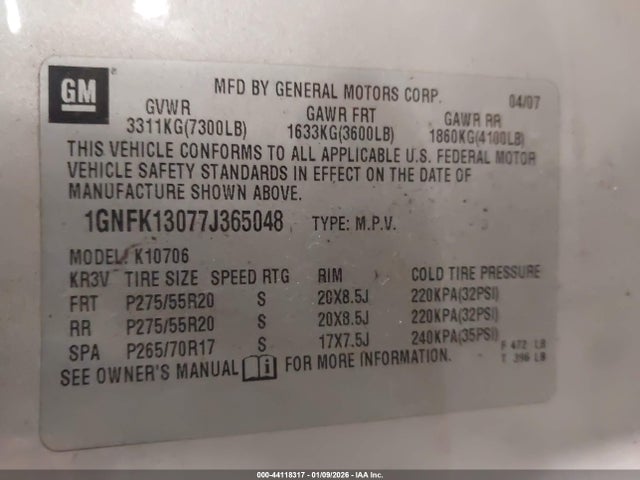 GM
MFD BY GENERAL MOTORS CORP. 04/07
GVWR GAWR FRT GAWR RR
3311KG(7300LB) 1633KG(3600LB) 1860KG(4100LB)
THIS VEHICLE CONFORMS TO ALL APPLICABLE U.S. FEDERAL MOTOR
VEHICLE SAFETY STANDARDS IN EFFECT ON THE DATE OF
MANUFACTURE SHOWN ABOVE.
1GNFK13077J365048 TYPE: M.P.V.
MODEL: K10706
KR3V TIRE SIZE SPEED RTG RIM COLD TIRE PRESSURE
FRT P275/55R20 S 20X8.5J 220KPA(32PSI)
RR P275/55R20 S 20X8.5J 220KPA(32PSI)
SPA P265/70R17 S 17X7.5J 240KPA(35PSI)
F 472 LB
T 396 LB
SEE OWNER'S MANUAL i FOR MORE INFORMATION.
000-44118317 - 01/09/2026 - IAA Inc.